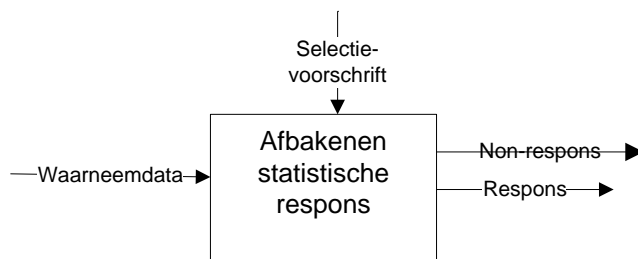 Selectie-
voorschrift
Afbakenen
statistische
respons
Waarneemdata
Non-respons
Respons